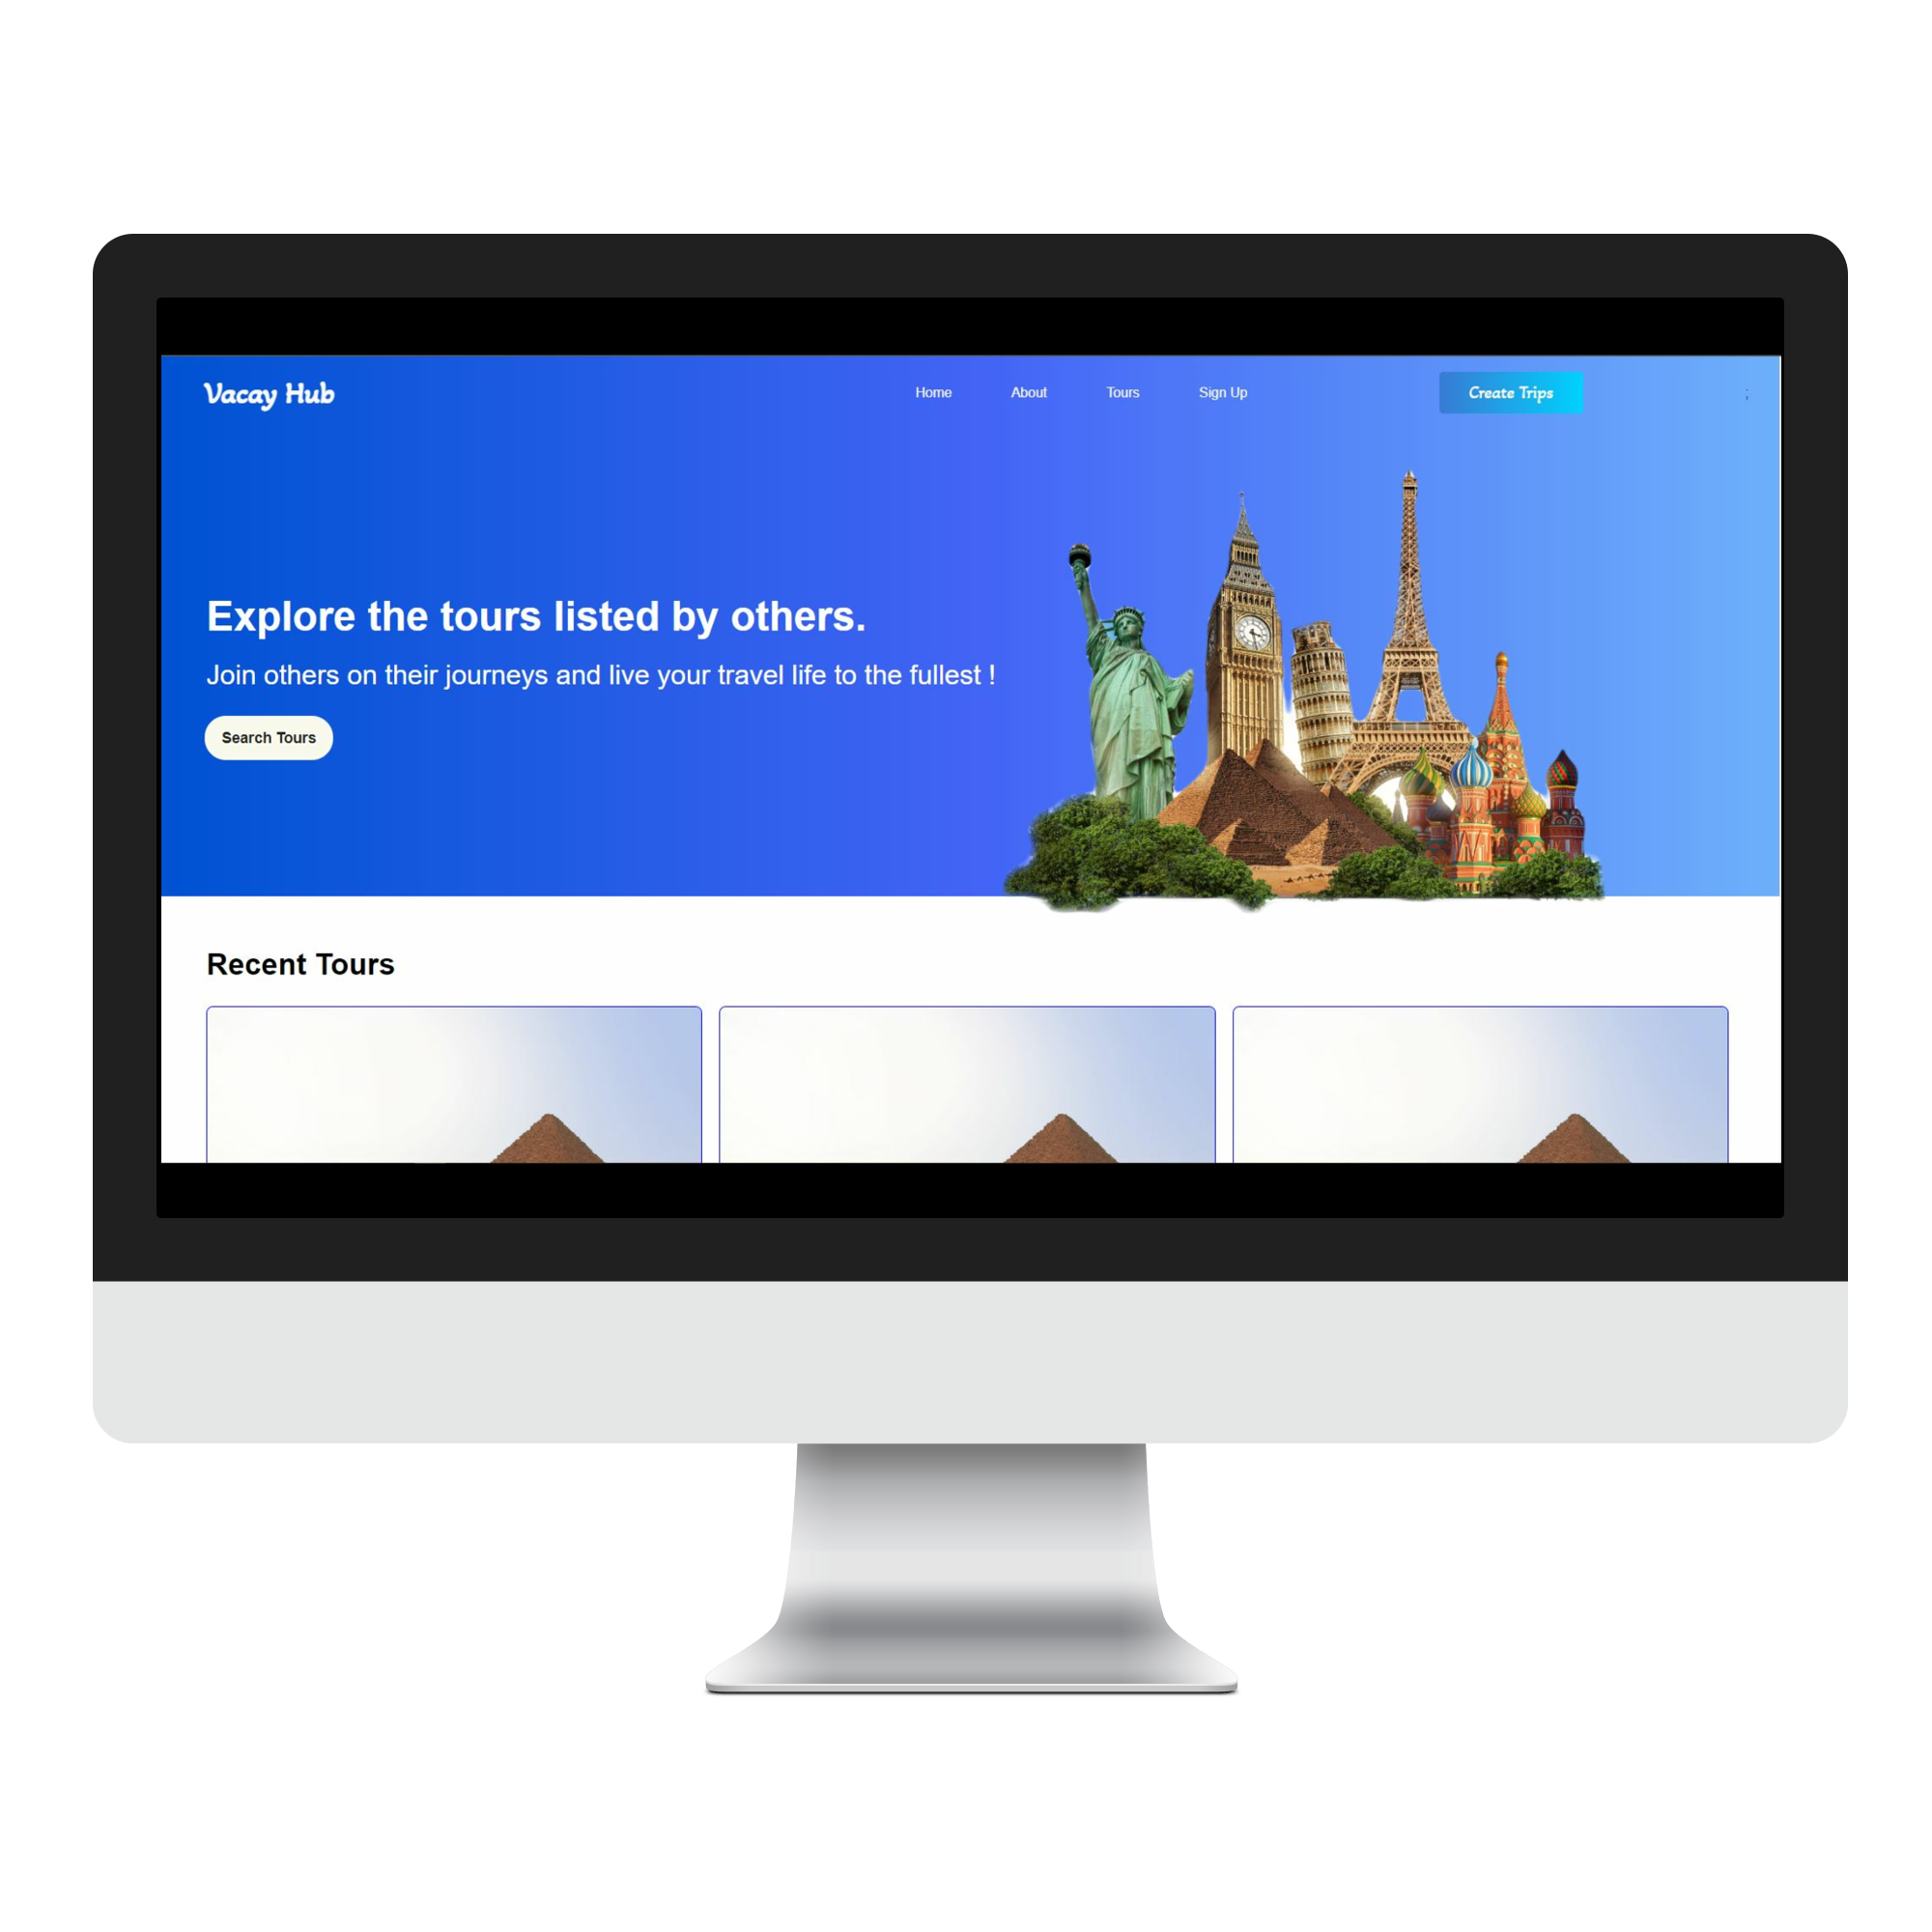 Vacay Hub
Home About Tours Sign Up
Create Trips
;
Explore the tours listed by others.
Join others on their journeys and live your travel life to the fullest !
Search Tours
Recent Tours